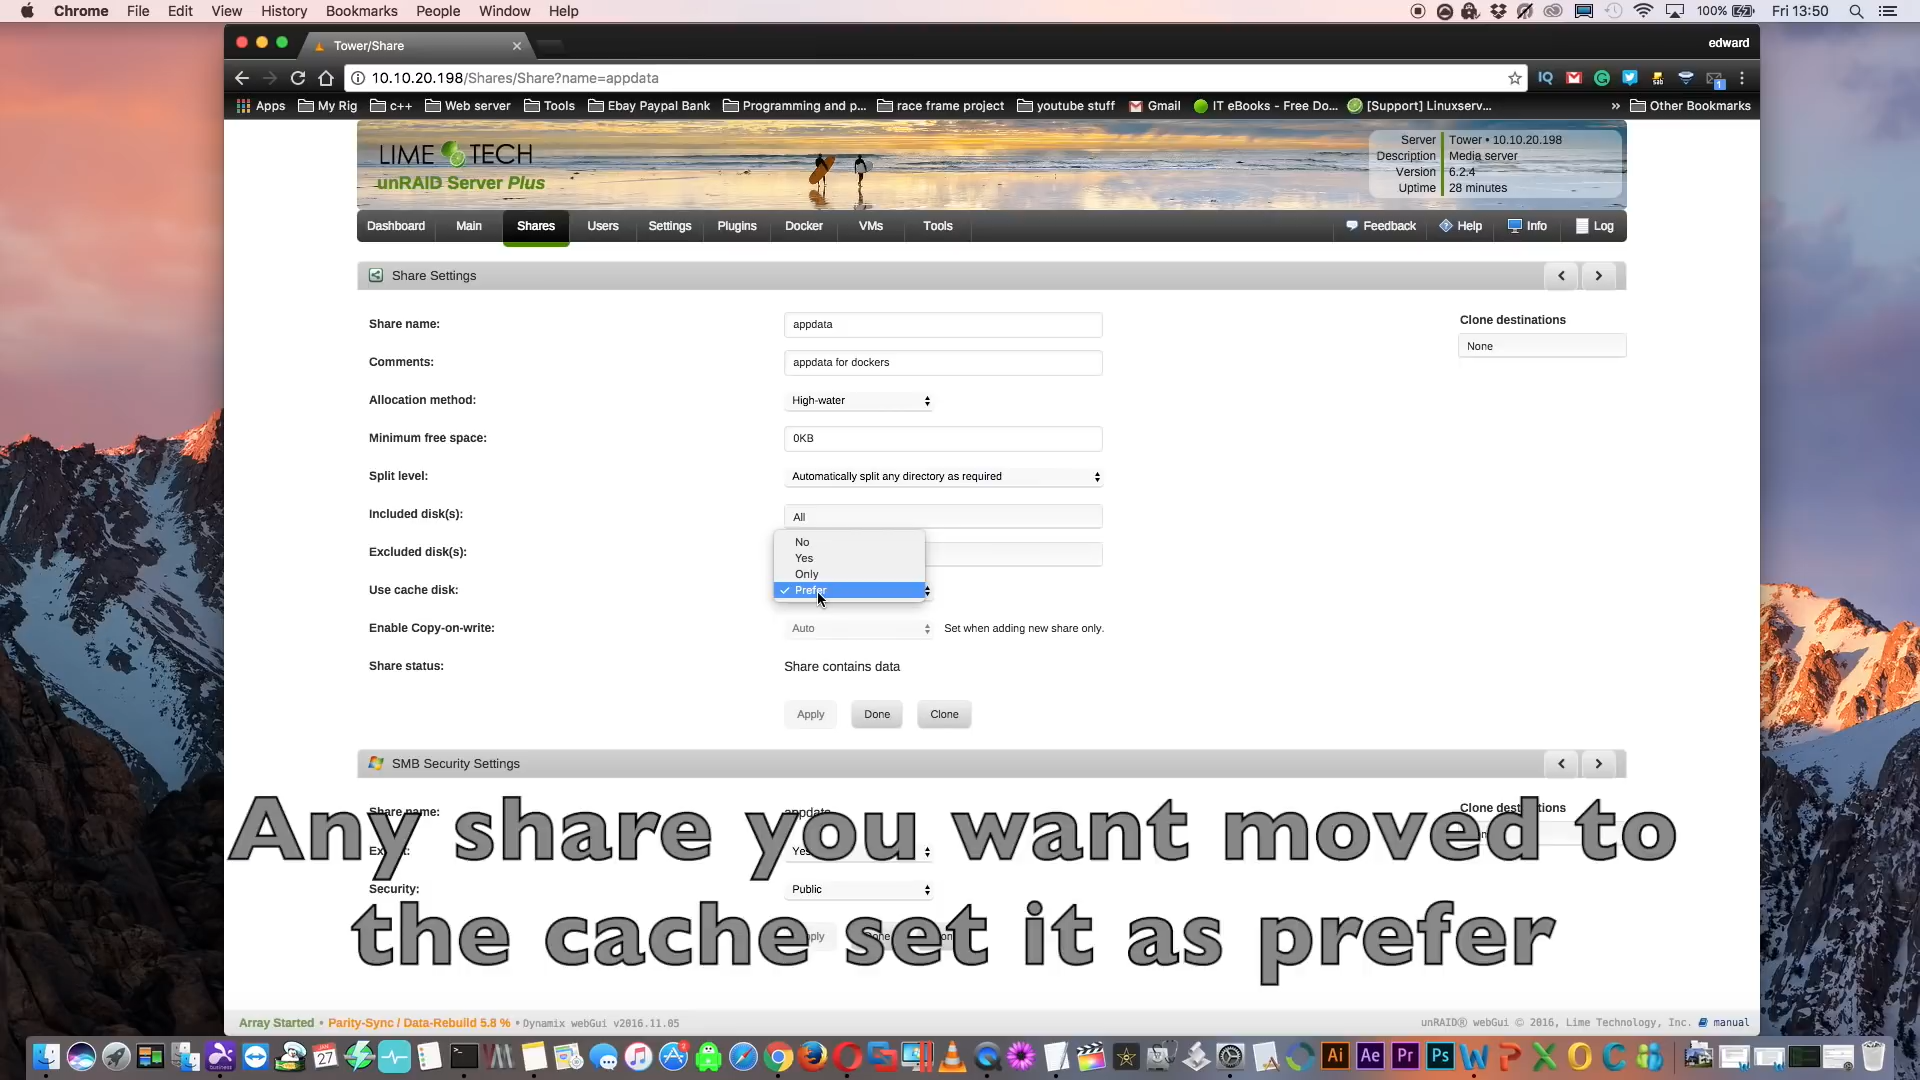 Chrome File Edit View History Bookmarks People Window Help 100% Fri 13:50
Tower/Share edward
10.10.20.198/Shares/Share?name=appdata
Apps My Rig c++ Web server Tools Ebay Paypal Bank Programming and p... race frame project youtube stuff Gmail IT eBooks - Free Do... [Support] Linuxserv... » Other Bookmarks
LIME TECH
unRAID Server Plus
Server Tower • 10.10.20.198
Description Media server
Version 6.2.4
Uptime 28 minutes
Dashboard Main Shares Users Settings Plugins Docker VMs Tools Feedback Help Info Log
Share Settings
Share name: appdata
Clone destinations
None
Comments: appdata for dockers
Allocation method: High-water
Minimum free space: 0KB
Split level: Automatically split any directory as required
Included disk(s): All
Excluded disk(s):
No
Yes
Only
Use cache disk: Prefer
Enable Copy-on-write: Auto Set when adding new share only.
Share status: Share contains data
Apply Done Clone
SMB Security Settings
Share name: appdata
Clone destinations
Any share you want moved to
Security: Public
the cache set it as prefer
Array Started • Parity-Sync / Data-Rebuild 5.8 % • Dynamix webGui v2016.11.05 unRAID® webGui © 2016, Lime Technology, Inc. manual